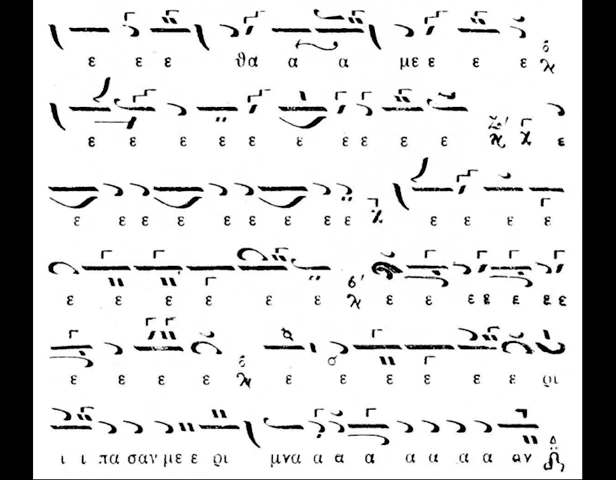 ε ε ε θα α α με ε ε ε
ε ε ε ε ε ε ε ε ε ε ε
ε ε ε ε ε ε ε ε ε ε ε ε ε ε
ε ε ε ε ε ε ε ε ε ε ε ε ε
ε ε ε ε ε ε ε ε ε ε ρι
ι ι πα σαν με ε ρι μνα α α α α α α α αν